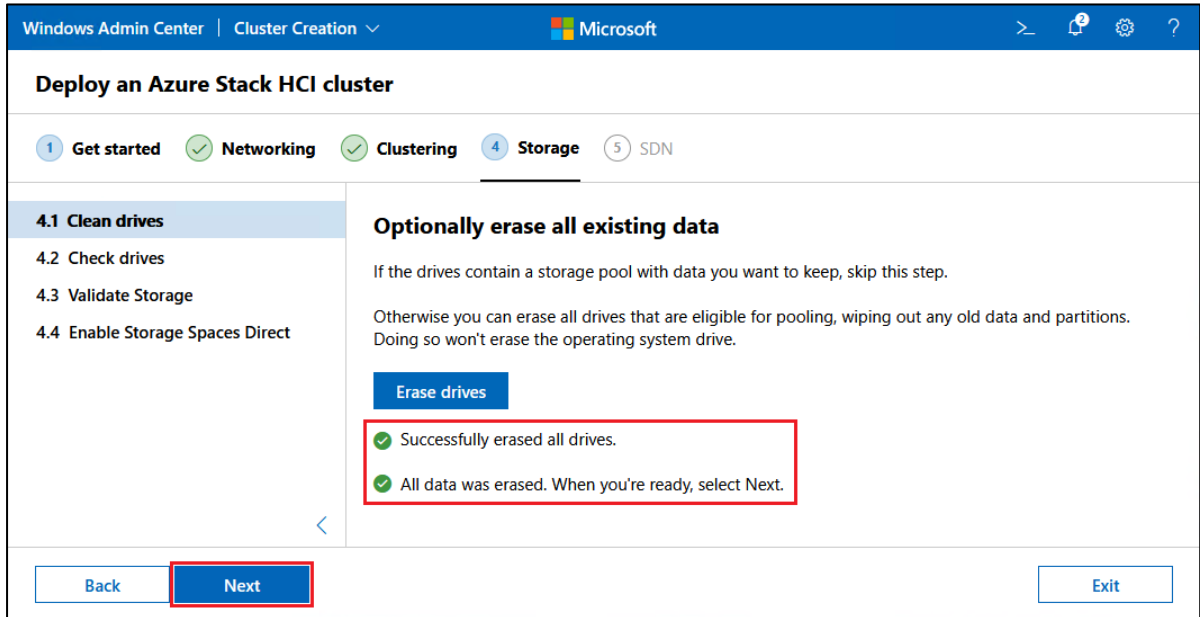 Windows Admin Center | Cluster Creation
Microsoft
2
?
Deploy an Azure Stack HCI cluster
1 Get started
Networking
Clustering
4 Storage
5 SDN
4.1 Clean drives
4.2 Check drives
4.3 Validate Storage
4.4 Enable Storage Spaces Direct
Optionally erase all existing data
If the drives contain a storage pool with data you want to keep, skip this step.
Otherwise you can erase all drives that are eligible for pooling, wiping out any old data and partitions.
Doing so won't erase the operating system drive.
Erase drives
Successfully erased all drives.
All data was erased. When you're ready, select Next.
Back
Next
Exit